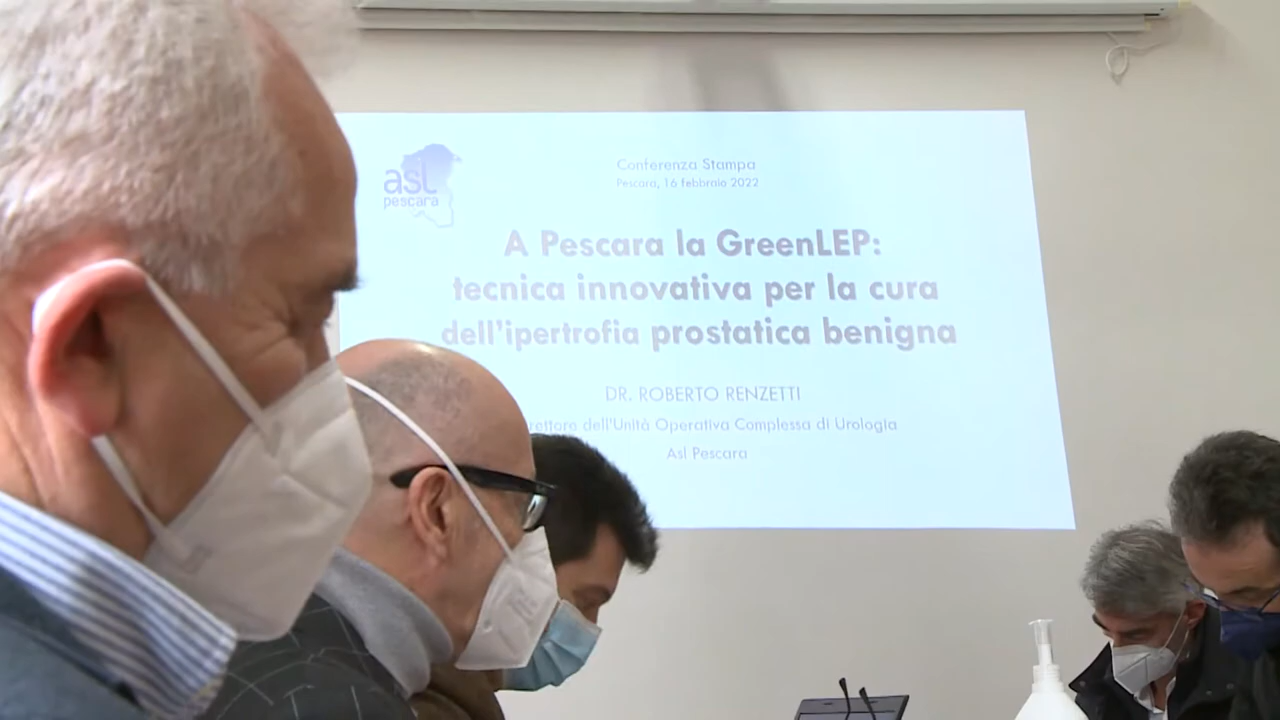 asl
pescara
Conferenza Stampa
Pescara, 16 febbraio 2022
A Pescara la GreenLEP:
tecnica innovativa per la cura
dell'ipertrofia prostatica benigna
DR. ROBERTO RENZETTI
dell'Unità Operativa Complessa di Urologia
Asl Pescara